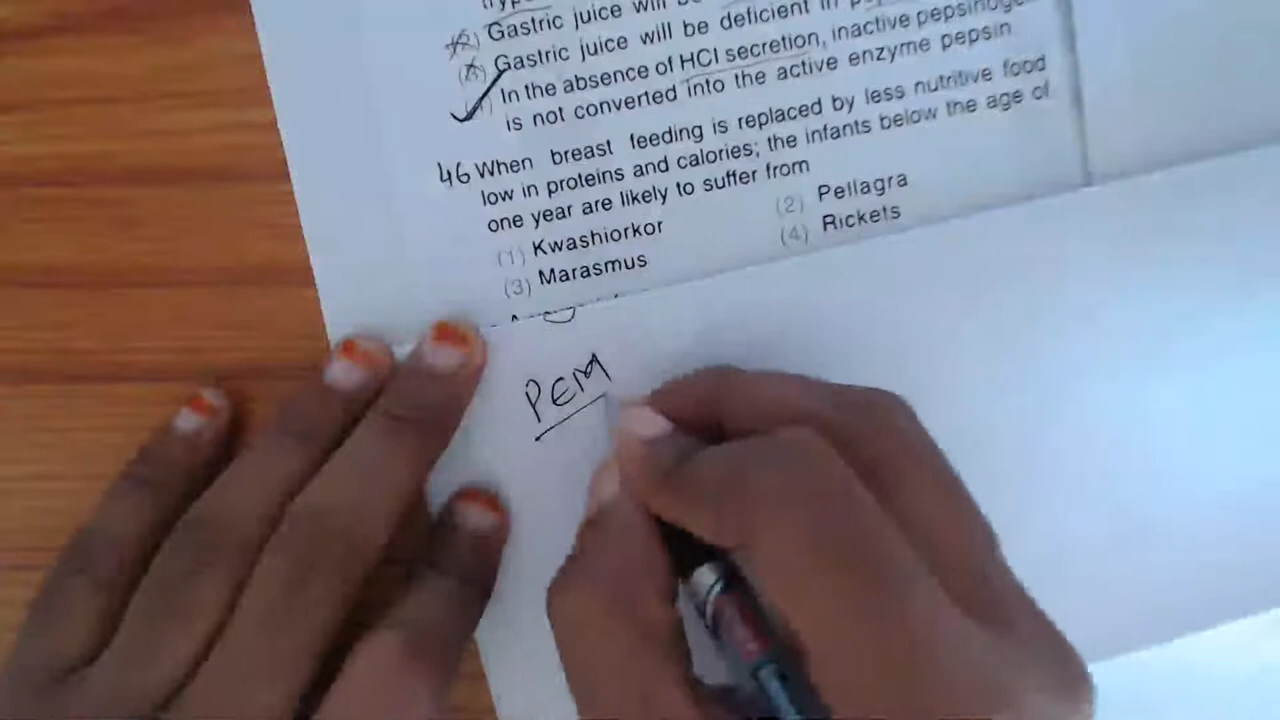 Gastric juice will
Gastric juice will be deficient in
In the absence of HCl secretion, inactive
is not converted into the active enzyme pepsin
46 When breast feeding is replaced by less nutritive food
low in proteins and calories; the infants below the age of
one year are likely to suffer from
(1) Kwashiorkor (2) Pellagra
(3) Marasmus (4) Rickets
PEM